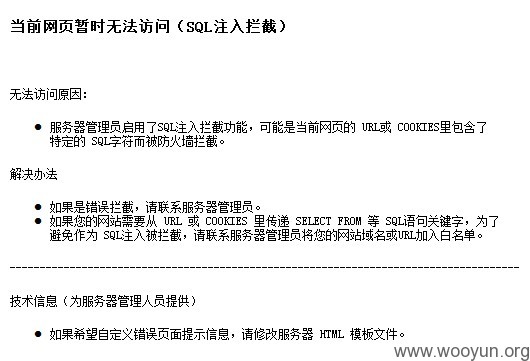 当前网页暂时无法访问（SQL注入拦截）
无法访问原因：
● 服务器管理员启用了SQL注入拦截功能，可能是当前网页的 URL或 COOKIES里包含了
特定的 SQL字符而被防火墙拦截。
解决办法
● 如果是错误拦截，请联系服务器管理员。
● 如果您的网站需要从 URL 或 COOKIES 里传递 SELECT FROM 等 SQL语句关键字，为了
避免作为 SQL注入被拦截，请联系服务器管理员将您的网站域名或URL加入白名单。
技术信息（为服务器管理人员提供）
● 如果希望自定义错误页面提示信息，请修改服务器 HTML 模板文件。
www.wooyun.org